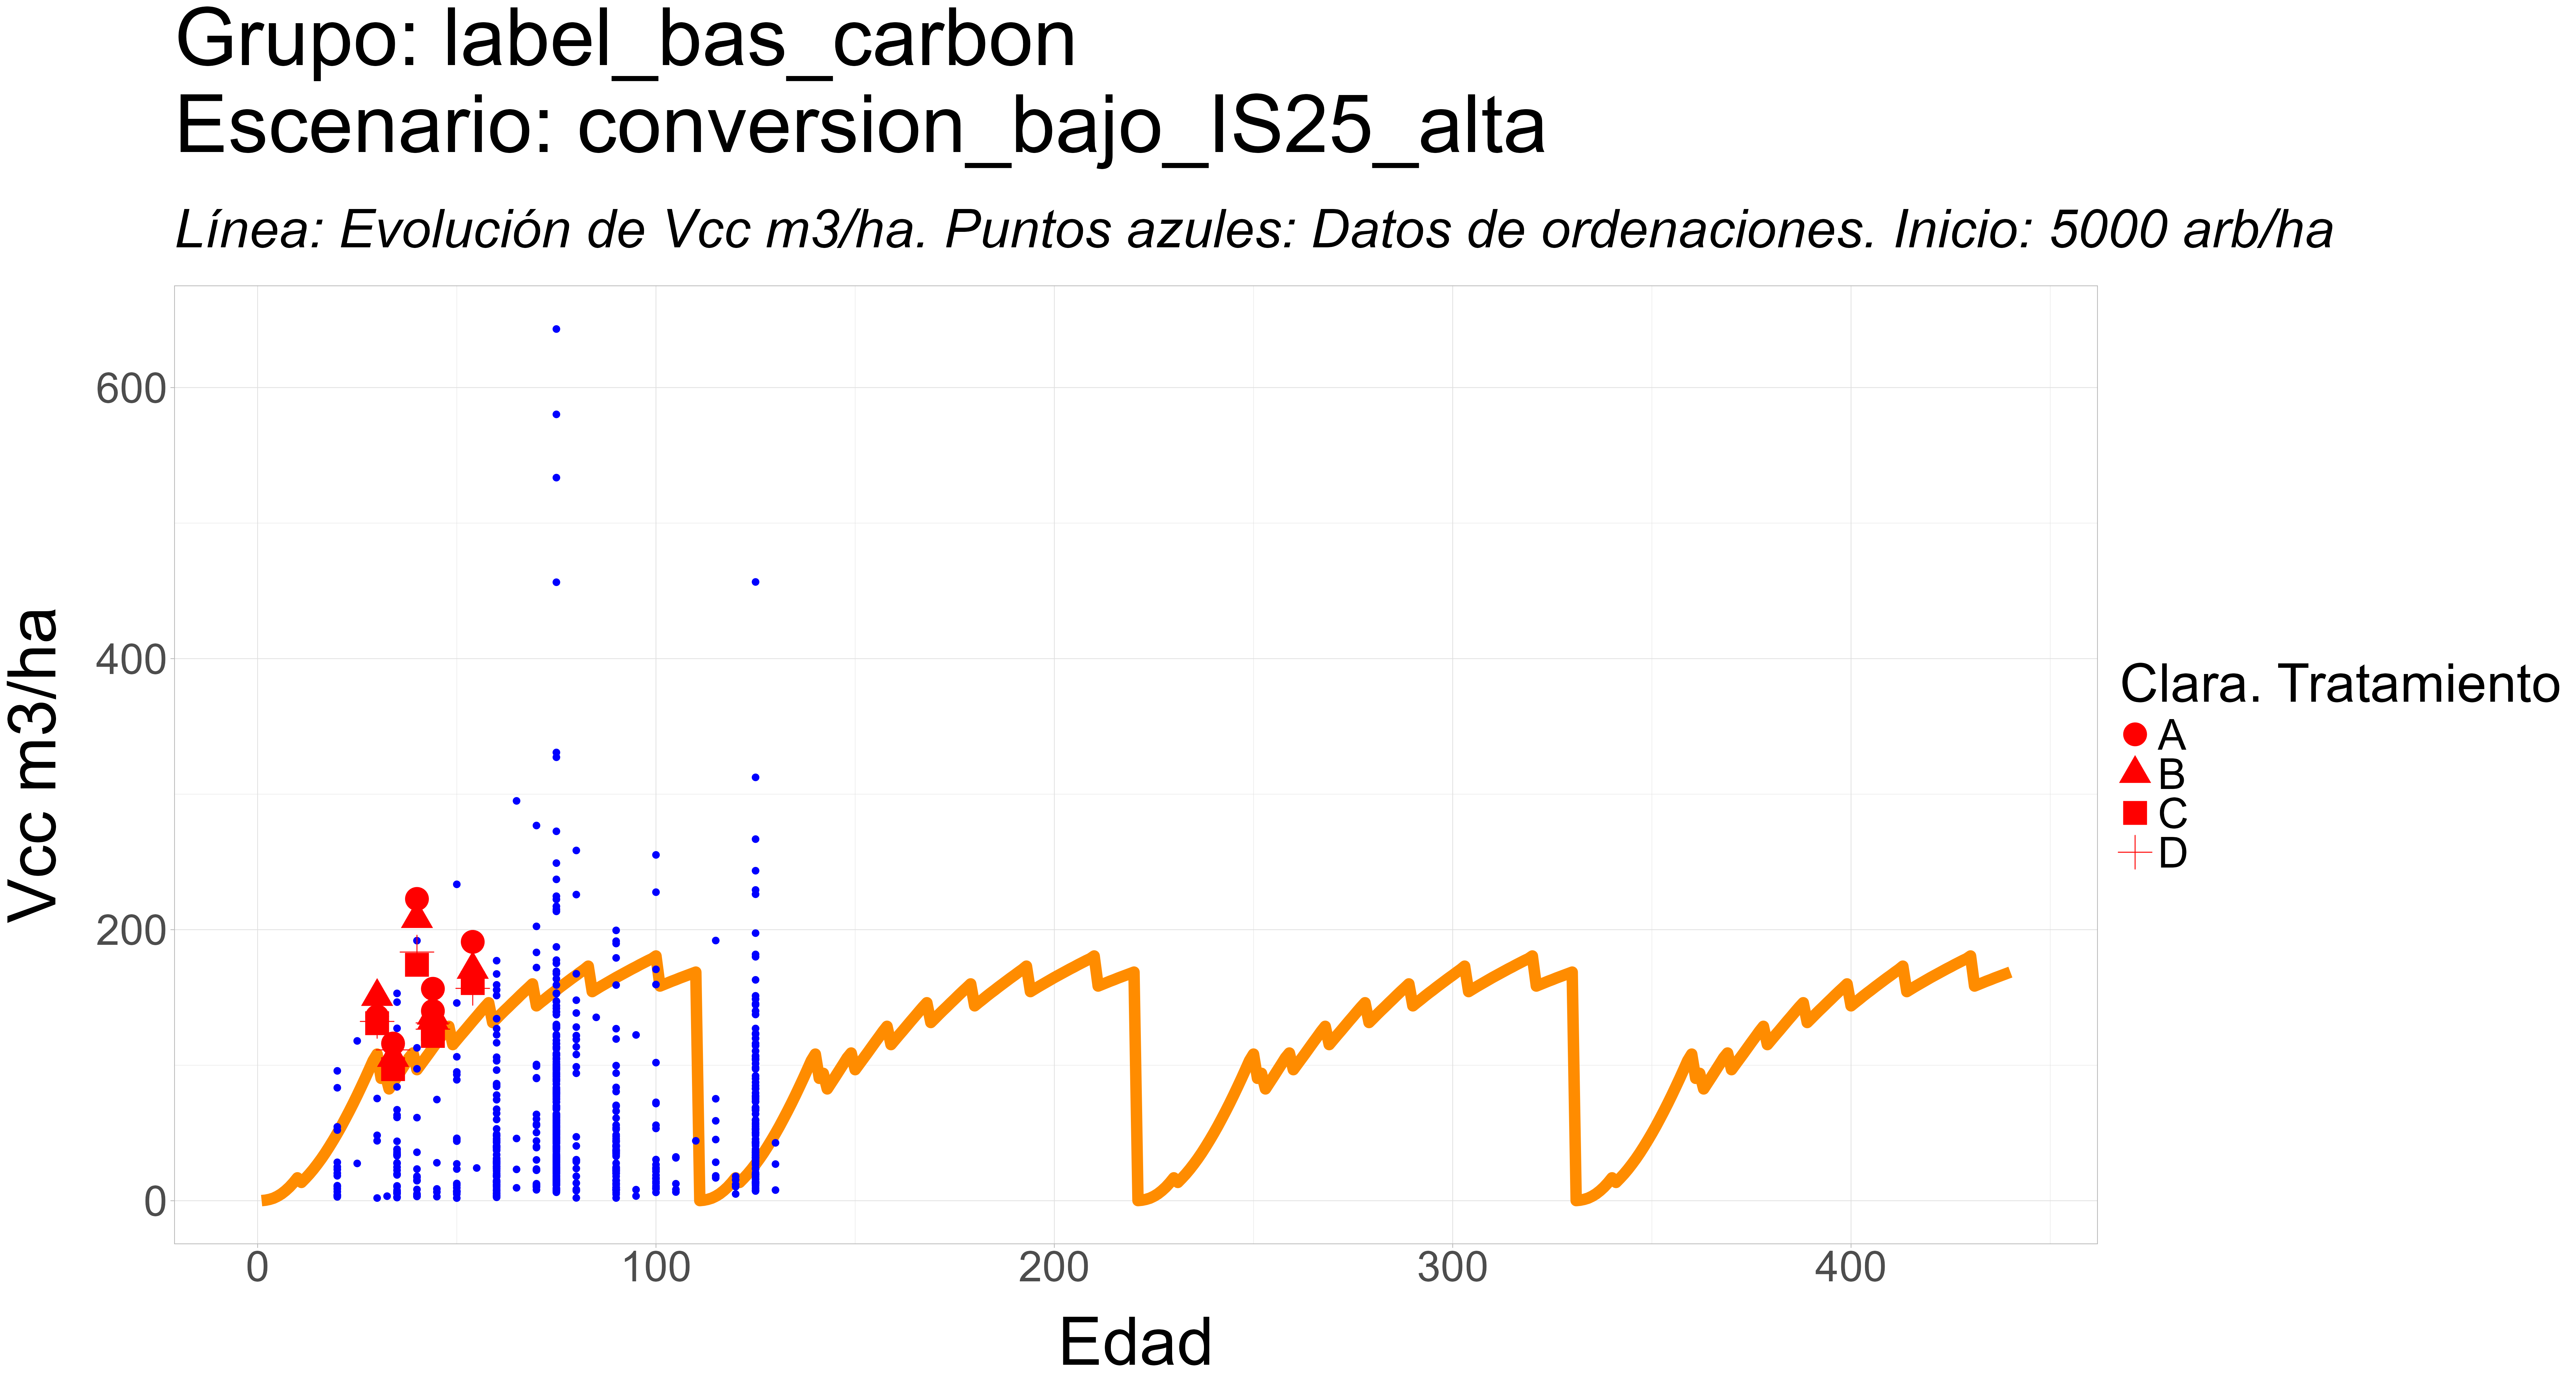 Grupo: label_bas_carbon
Escenario: conversion_bajo_IS25_alta
Línea: Evolución de Vcc m3/ha. Puntos azules: Datos de ordenaciones. Inicio: 5000 arb/ha
Vcc m3/ha
600
400
200
0
0 100 200 300 400
Edad
Clara. Tratamiento
A
B
C
D